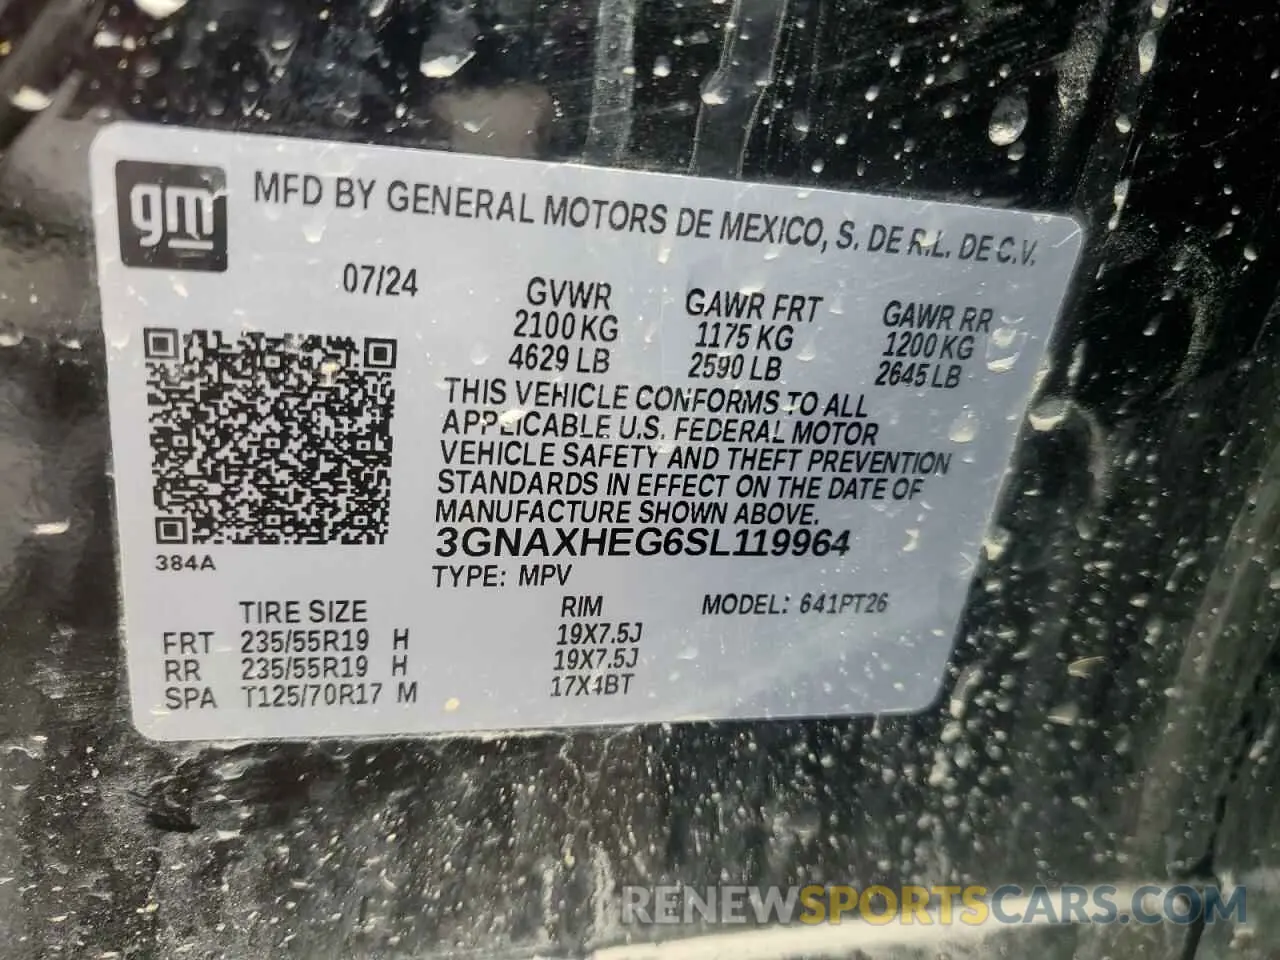 gm
MFD BY GENERAL MOTORS DE MEXICO, S. DE R.L. DE C.V.
07/24
GVWR GAWR FRT GAWR RR
2100 KG 1175 KG 1200 KG
4629 LB 2590 LB 2645 LB
THIS VEHICLE CONFORMS TO ALL
APPLICABLE U.S. FEDERAL MOTOR
VEHICLE SAFETY AND THEFT PREVENTION
STANDARDS IN EFFECT ON THE DATE OF
MANUFACTURE SHOWN ABOVE.
3GNAXHEG6SL119964
384A
TYPE: MPV
TIRE SIZE RIM MODEL: 641PT26
FRT 235/55R19 H 19X7.5J
RR 235/55R19 H 19X7.5J
SPA T125/70R17 M 17X4BT
RENEWSPORTSCARS.COM